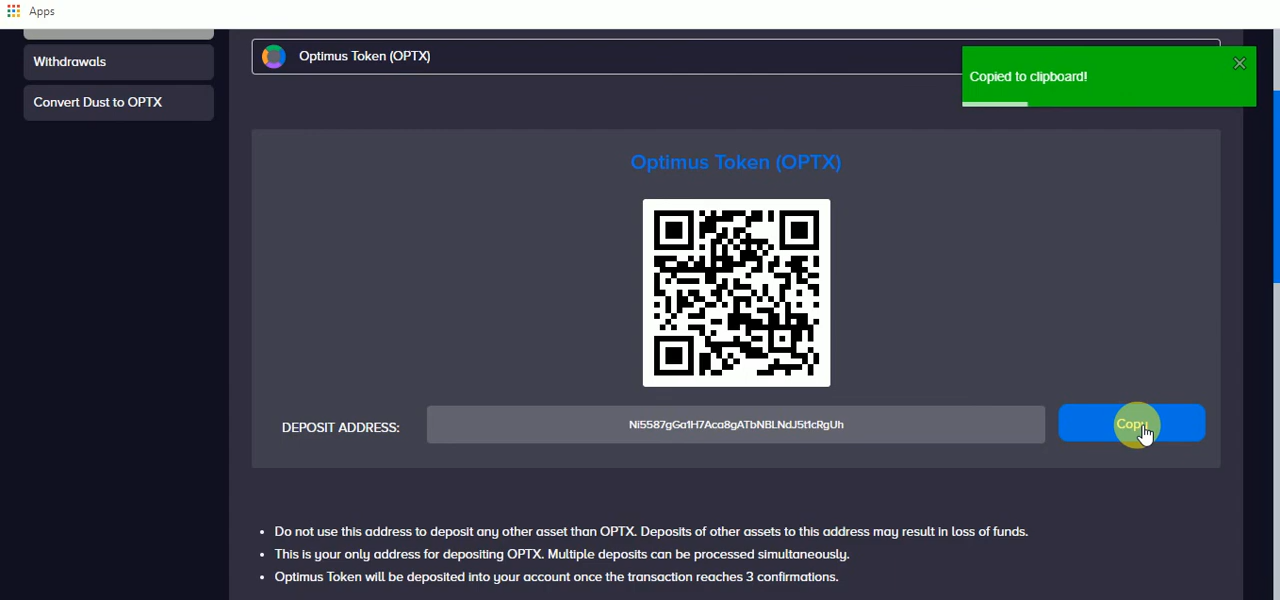 Apps
Withdrawals
Convert Dust to OPTX
Optimus Token (OPTX)
Copied to clipboard!
Optimus Token (OPTX)
DEPOSIT ADDRESS:
Ni5587gGa1H7Aca8gATbNBLNdJ5t1cRgUh
Copy
Do not use this address to deposit any other asset than OPTX. Deposits of other assets to this address may result in loss of funds.
This is your only address for depositing OPTX. Multiple deposits can be processed simultaneously.
Optimus Token will be deposited into your account once the transaction reaches 3 confirmations.